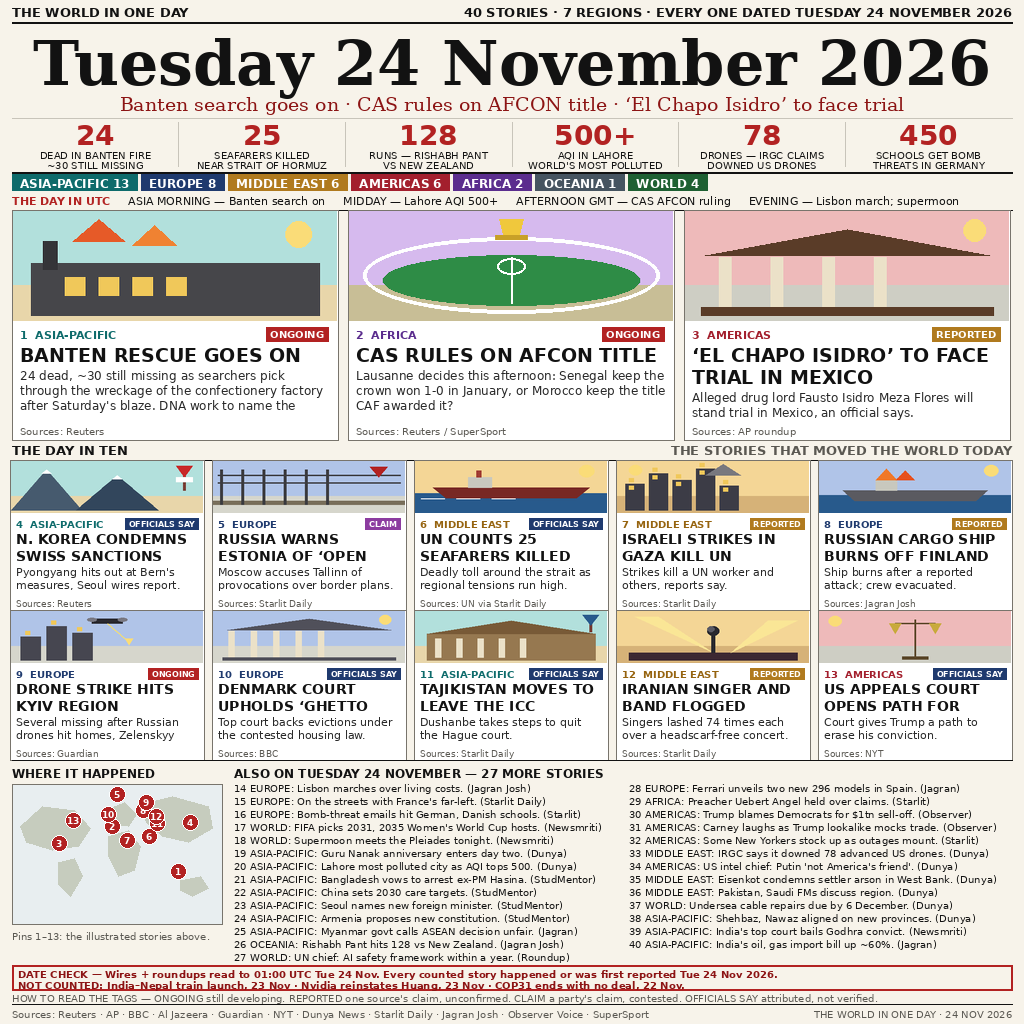 THE WORLD IN ONE DAY
40 STORIES · 7 REGIONS · EVERY ONE DATED TUESDAY 24 NOVEMBER 2026
Tuesday 24 November 2026
Banten search goes on · CAS rules on AFCON title · ‘El Chapo Isidro’ to face trial
24
DEAD IN BANTEN FIRE
~30 STILL MISSING
25
SEAFARERS KILLED
NEAR STRAIT OF HORMUZ
128
RUNS — RISHABH PANT
VS NEW ZEALAND
500+
AQI IN LAHORE
WORLD'S MOST POLLUTED
78
DRONES — IRGC CLAIMS
DOWNED US DRONES
450
SCHOOLS GET BOMB
THREATS IN GERMANY
ASIA-PACIFIC 13
EUROPE 8
MIDDLE EAST 6
AMERICAS 6
AFRICA 2
OCEANIA 1
WORLD 4
THE DAY IN UTC
ASIA MORNING — Banten search on
MIDDAY — Lahore AQI 500+
AFTERNOON GMT — CAS AFCON ruling
EVENING — Lisbon march; supermoon
1 ASIA-PACIFIC
ONGOING
BANTEN RESCUE GOES ON
24 dead, ~30 still missing as searchers pick
through the wreckage of the confectionery factory
after Saturday's blaze. DNA work to name the
Sources: Reuters
2 AFRICA
ONGOING
CAS RULES ON AFCON TITLE
Lausanne decides this afternoon: Senegal keep the
crown won 1-0 in January, or Morocco keep the title
CAF awarded it?
Sources: Reuters / SuperSport
3 AMERICAS
REPORTED
‘EL CHAPO ISIDRO’ TO FACE
TRIAL IN MEXICO
Alleged drug lord Fausto Isidro Meza Flores will
stand trial in Mexico, an official says.
Sources: AP roundup
THE DAY IN TEN
THE STORIES THAT MOVED THE WORLD TODAY
4 ASIA-PACIFIC
OFFICIALS SAY
N. KOREA CONDEMNS
SWISS SANCTIONS
Pyongyang hits out at Bern's
measures, Seoul wires report.
Sources: Reuters
5 EUROPE
CLAIM
RUSSIA WARNS
ESTONIA OF ‘OPEN
Moscow accuses Tallinn of
provocations over border plans.
Sources: Starlit Daily
6 MIDDLE EAST
OFFICIALS SAY
UN COUNTS 25
SEAFARERS KILLED
Deadly toll around the strait as
regional tensions run high.
Sources: UN via Starlit Daily
7 MIDDLE EAST
REPORTED
ISRAELI STRIKES IN
GAZA KILL UN
Strikes kill a UN worker and
others, reports say.
Sources: Starlit Daily
8 EUROPE
REPORTED
RUSSIAN CARGO SHIP
BURNS OFF FINLAND
Ship burns after a reported
attack; crew evacuated.
Sources: Jagran Josh
9 EUROPE
ONGOING
DRONE STRIKE HITS
KYIV REGION
Several missing after Russian
drones hit homes, Zelenskyy
Sources: Guardian
10 EUROPE
OFFICIALS SAY
DENMARK COURT
UPHOLDS ‘GHETTO
Top court backs evictions under
the contested housing law.
Sources: BBC
11 ASIA-PACIFIC
OFFICIALS SAY
TAJIKISTAN MOVES TO
LEAVE THE ICC
Dushanbe takes steps to quit
the Hague court.
Sources: Starlit Daily
12 MIDDLE EAST
REPORTED
IRANIAN SINGER AND
BAND FLOGGED
Singers lashed 74 times each
over a headscarf-free concert.
Sources: Starlit Daily
13 AMERICAS
OFFICIALS SAY
US APPEALS COURT
OPENS PATH FOR
Court gives Trump a path to
erase his conviction.
Sources: NYT
WHERE IT HAPPENED
5
9
13
10
2
12
4
3
7
6
1
Pins 1–13: the illustrated stories above.
ALSO ON TUESDAY 24 NOVEMBER — 27 MORE STORIES
14 EUROPE: Lisbon marches over living costs. (Jagran Josh)
15 EUROPE: On the streets with France's far-left. (Starlit Daily)
16 EUROPE: Bomb-threat emails hit German, Danish schools. (Starlit)
17 WORLD: FIFA picks 2031, 2035 Women's World Cup hosts. (Newsmriti)
18 WORLD: Supermoon meets the Pleiades tonight. (Newsmriti)
19 ASIA-PACIFIC: Guru Nanak anniversary enters day two. (Dunya)
20 ASIA-PACIFIC: Lahore most polluted city as AQI tops 500. (Dunya)
21 ASIA-PACIFIC: Bangladesh vows to arrest ex-PM Hasina. (StudMentor)
22 ASIA-PACIFIC: China sets 2030 care targets. (StudMentor)
23 ASIA-PACIFIC: Seoul names new foreign minister. (StudMentor)
24 ASIA-PACIFIC: Armenia proposes new constitution. (StudMentor)
25 ASIA-PACIFIC: Myanmar govt calls ASEAN decision unfair. (Jagran)
26 OCEANIA: Rishabh Pant hits 128 vs New Zealand. (Jagran Josh)
27 WORLD: UN chief: AI safety framework within a year. (Roundup)
28 EUROPE: Ferrari unveils two new 296 models in Spain. (Jagran)
29 AFRICA: Preacher Uebert Angel held over claims. (Starlit)
30 AMERICAS: Trump blames Democrats for $1tn sell-off. (Observer)
31 AMERICAS: Carney laughs as Trump lookalike mocks trade. (Observer)
32 AMERICAS: Some New Yorkers stock up as outages mount. (Starlit)
33 MIDDLE EAST: IRGC says it downed 78 advanced US drones. (Dunya)
34 AMERICAS: US intel chief: Putin 'not America's friend'. (Dunya)
35 MIDDLE EAST: Eisenkot condemns settler arson in West Bank. (Dunya)
36 MIDDLE EAST: Pakistan, Saudi FMs discuss region. (Dunya)
37 WORLD: Undersea cable repairs due by 6 December. (Dunya)
38 ASIA-PACIFIC: Shehbaz, Nawaz aligned on new provinces. (Dunya)
39 ASIA-PACIFIC: India's top court bails Godhra convict. (Newsmriti)
40 ASIA-PACIFIC: India's oil, gas import bill up ~60%. (Jagran)
DATE CHECK — Wires + roundups read to 01:00 UTC Tue 24 Nov. Every counted story happened or was first reported Tue 24 Nov 2026.
NOT COUNTED: India–Nepal train launch, 23 Nov · Nvidia reinstates Huang, 23 Nov · COP31 ends with no deal, 22 Nov.
HOW TO READ THE TAGS — ONGOING still developing. REPORTED one source's claim, unconfirmed. CLAIM a party's claim, contested. OFFICIALS SAY attributed, not verified.
Sources: Reuters · AP · BBC · Al Jazeera · Guardian · NYT · Dunya News · Starlit Daily · Jagran Josh · Observer Voice · SuperSport
THE WORLD IN ONE DAY · 24 NOV 2026